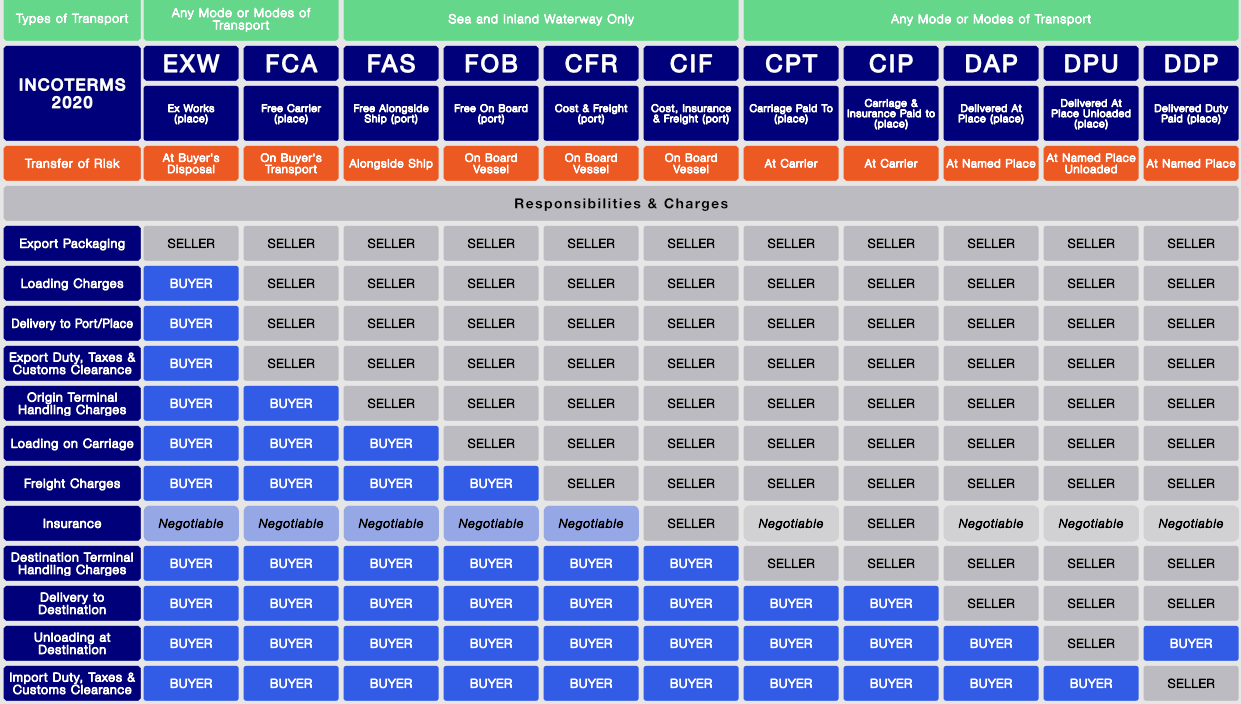 Types of Transport
Any Mode or Modes of
Transport
Sea and Inland Waterway Only
Any Mode or Modes of Transport
INCOTERMS
2020
EXW FCA FAS FOB CFR CIF CPT CIP DAP DPU DDP
Ex Works
(place)
Free Carrier
(place)
Free Alongside
Ship (port)
Free On Board
(port)
Cost & Freight
(port)
Cost, Insurance
& Freight (port)
Carriage Paid To
(place)
Carriage &
Insurance Paid to
(place)
Delivered At
Place (place)
Delivered At
Place Unloaded
(place)
Delivered Duty
Paid (place)
Transfer of Risk
At Buyer's
Disposal
On Buyer's
Transport
Alongside Ship
On Board
Vessel
On Board
Vessel
On Board
Vessel
At Carrier
At Carrier
At Named Place
At Named Place
Unloaded
At Named Place
Responsibilities & Charges
Export Packaging SELLER SELLER SELLER SELLER SELLER SELLER SELLER SELLER SELLER SELLER SELLER
Loading Charges BUYER SELLER SELLER SELLER SELLER SELLER SELLER SELLER SELLER SELLER SELLER
Delivery to Port/Place BUYER SELLER SELLER SELLER SELLER SELLER SELLER SELLER SELLER SELLER SELLER
Export Duty, Taxes &
Customs Clearance
BUYER SELLER SELLER SELLER SELLER SELLER SELLER SELLER SELLER SELLER SELLER
Origin Terminal
Handling Charges
BUYER BUYER SELLER SELLER SELLER SELLER SELLER SELLER SELLER SELLER SELLER
Loading on Carriage BUYER BUYER BUYER SELLER SELLER SELLER SELLER SELLER SELLER SELLER SELLER
Freight Charges BUYER BUYER BUYER BUYER SELLER SELLER SELLER SELLER SELLER SELLER SELLER
Insurance Negotiable Negotiable Negotiable Negotiable Negotiable SELLER Negotiable SELLER Negotiable Negotiable Negotiable
Destination Terminal
Handling Charges
BUYER BUYER BUYER BUYER BUYER BUYER SELLER SELLER SELLER SELLER SELLER
Delivery to
Destination
BUYER BUYER BUYER BUYER BUYER BUYER BUYER BUYER SELLER SELLER SELLER
Unloading at
Destination
BUYER BUYER BUYER BUYER BUYER BUYER BUYER BUYER BUYER SELLER BUYER
Import Duty, Taxes &
Customs Clearance
BUYER BUYER BUYER BUYER BUYER BUYER BUYER BUYER BUYER BUYER SELLER